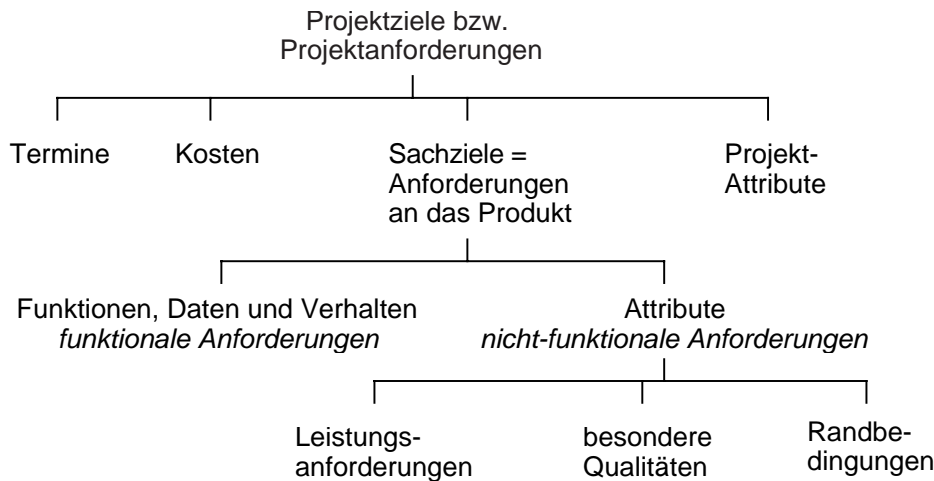 Projektziele bzw.
Projektanforderungen
Termine
Kosten
Sachziele =
Anforderungen
an das Produkt
Projekt-
Attribute
Funktionen, Daten und Verhalten
funktionale Anforderungen
Attribute
nicht-funktionale Anforderungen
Leistungs-
anforderungen
besondere
Qualitäten
Randbe-
dingungen